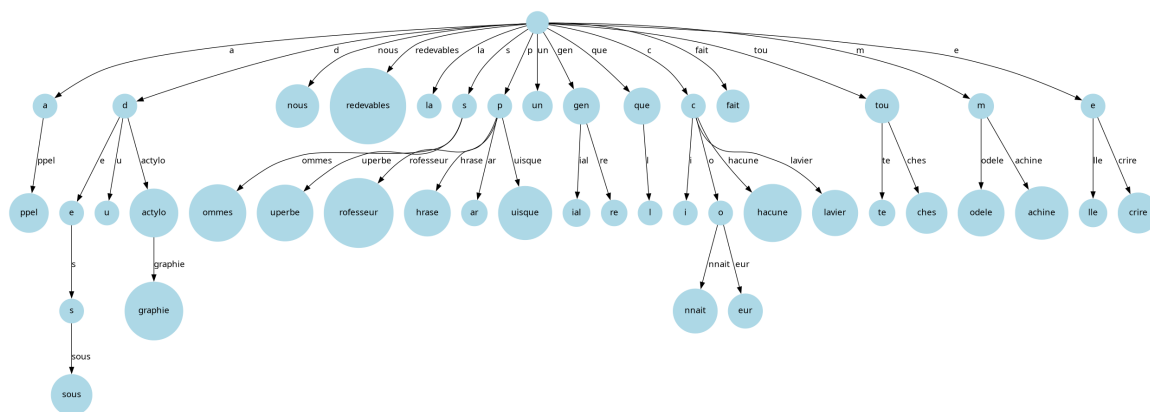 a d nous redevables la s p un gen que c fait tou m e
a d nous redevables la s p un gen que c fait tou m e
ppel e u actylo ommes uperbe rofesseur hrase ar uisque ial re l i o hacune lavier te ches odele achine lle crire
ppel e u actylo ommes uperbe rofesseur hrase ar uisque ial re l i o hacune lavier te ches odele achine lle crire
s graphie nnait eur
s graphie nnait eur
sous
sous